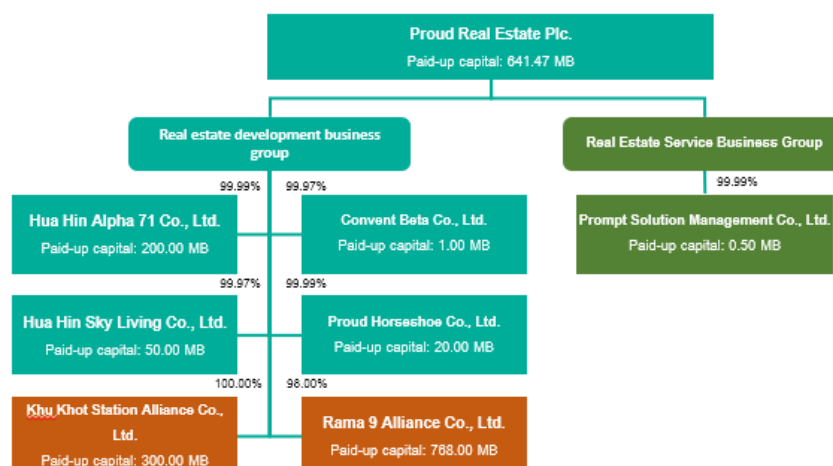 Proud Real Estate Plc.
Paid-up capital: 641.47 MB
Real estate development business
group
Real Estate Service Business Group
99.99%
99.97%
99.99%
Hua Hin Alpha 71 Co., Ltd.
Paid-up capital: 200.00 MB
Convent Beta Co., Ltd.
Paid-up capital: 1.00 MB
Prompt Solution Management Co., Ltd.
Paid-up capital: 0.50 MB
99.97%
99.99%
Hua Hin Sky Living Co., Ltd.
Paid-up capital: 50.00 MB
Proud Horseshoe Co., Ltd.
Paid-up capital: 20.00 MB
100.00%
98.00%
Khu Khot Station Alliance Co.,
Ltd.
Paid-up capital: 300.00 MB
Rama 9 Alliance Co., Ltd.
Paid-up capital: 768.00 MB